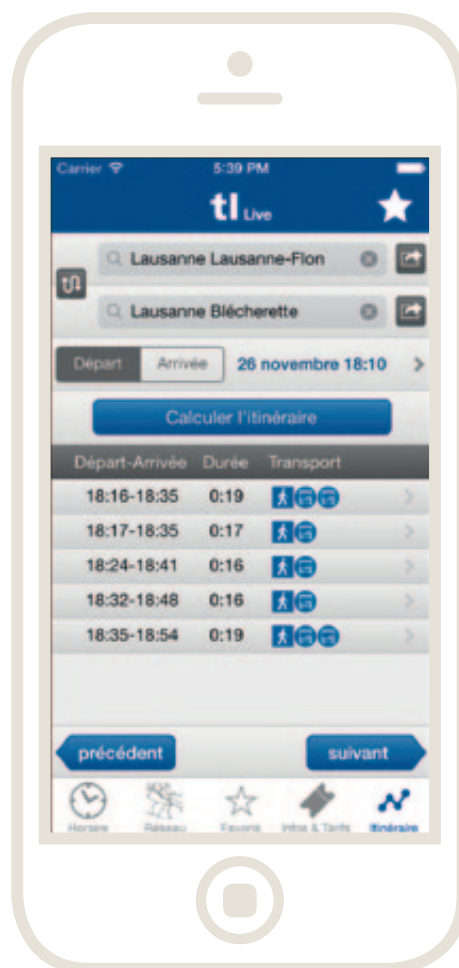 Carrier 5:39 PM
tl Live
Lausanne Lausanne-Flon
Lausanne Blécherette
Départ Arrivée 26 novembre 18:10
Calculer l'itinéraire
Départ-Arrivée Durée Transport
18:16-18:35 0:19
18:17-18:35 0:17
18:24-18:41 0:16
18:32-18:48 0:16
18:35-18:54 0:19
précédent suivant
Horaire Réseau Favoris Infos & Tarifs Itinéraire